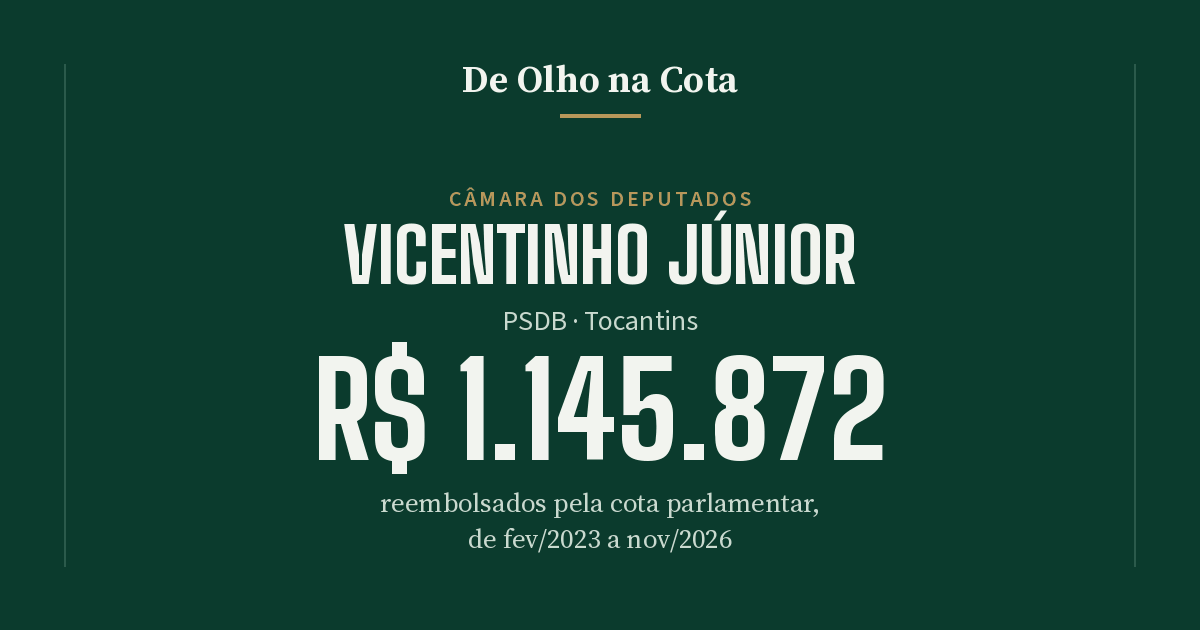 De Olho na Cota
CÂMARA DOS DEPUTADOS
VICENTINHO JÚNIOR
PSDB · Tocantins
R$ 1.145.872
reembolsados pela cota parlamentar,
de fev/2023 a nov/2026